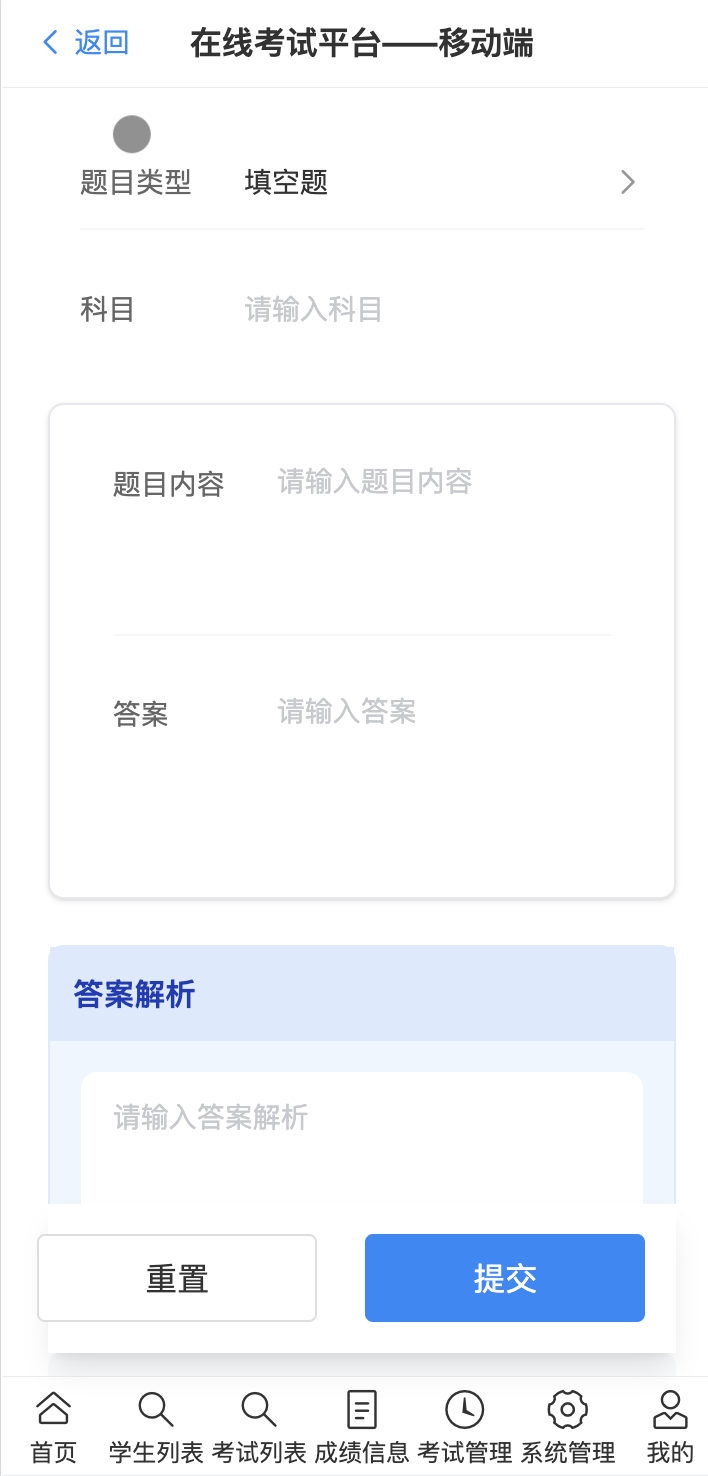 返回
在线考试平台——移动端
题目类型 填空题
科目 请输入科目
题目内容 请输入题目内容
答案 请输入答案
答案解析
请输入答案解析
重置 提交
首页 学生列表 考试列表 成绩信息 考试管理 系统管理 我的